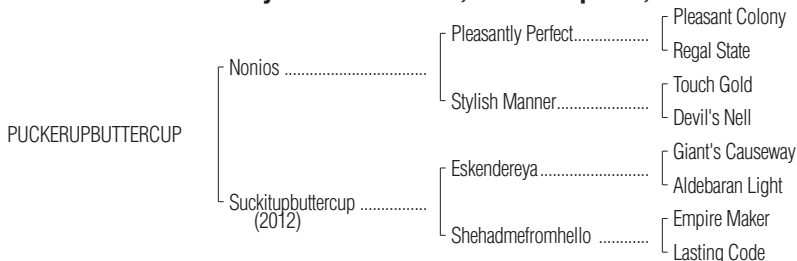 Pleasant Colony
Pleasantly Perfect.................
Regal State
Nonios ................................
Touch Gold
Stylish Manner.....................
Devil's Nell
PUCKERUPBUTTERCUP
Giant's Causeway
Eskendereya.........................
Aldebaran Light
Suckitupbuttercup ................
(2012)
Empire Maker
Shehadmefromhello ............
Lasting Code